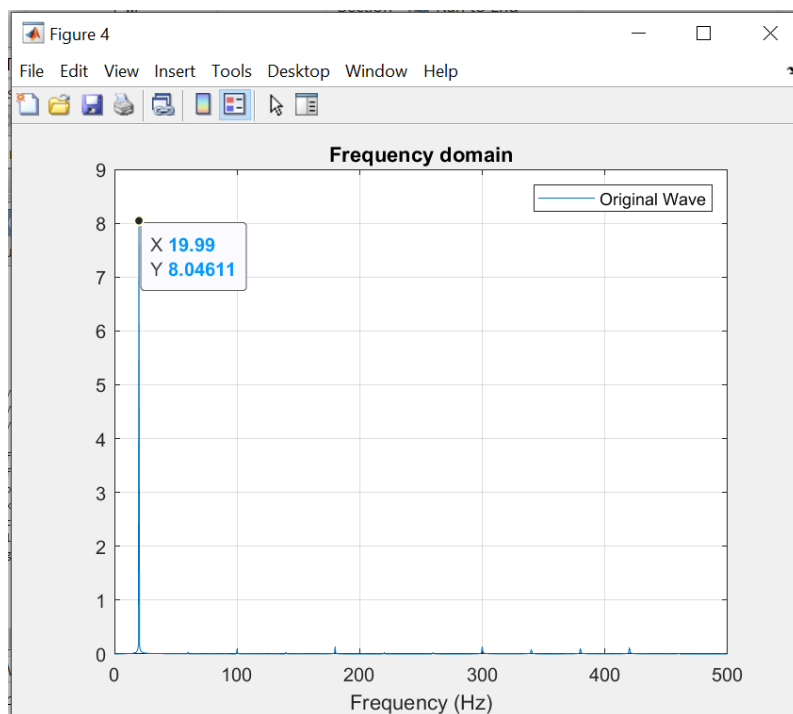 Figure 4
File Edit View Insert Tools Desktop Window Help
Frequency domain
Original Wave
X 19.99
Y 8.04611
9
8
7
6
5
4
3
2
1
0
0 100 200 300 400 500
Frequency (Hz)